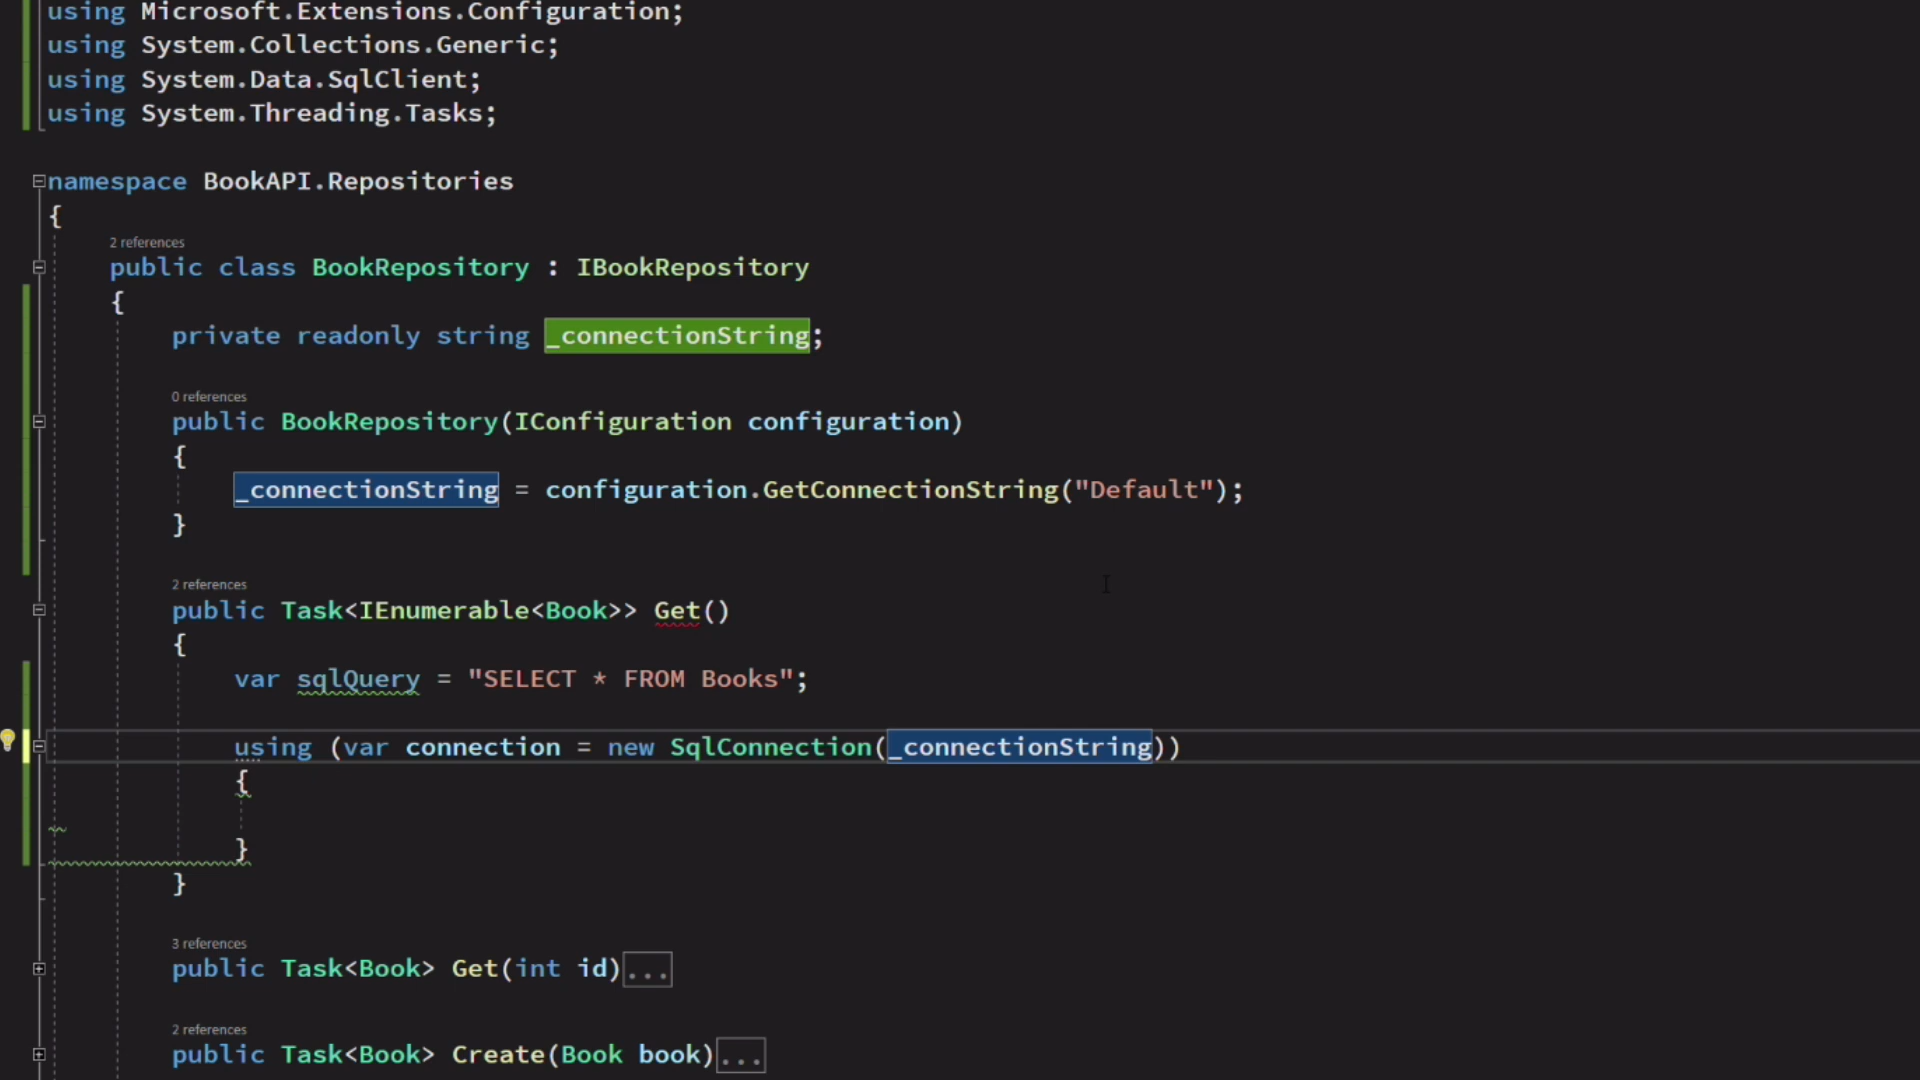 using Microsoft.Extensions.Configuration;
using System.Collections.Generic;
using System.Data.SqlClient;
using System.Threading.Tasks;
namespace BookAPI.Repositories
{
2 references
public class BookRepository : IBookRepository
{
private readonly string _connectionString;
0 references
public BookRepository(IConfiguration configuration)
{
_connectionString = configuration.GetConnectionString("Default");
}
2 references
public Task<IEnumerable<Book>> Get()
{
var sqlQuery = "SELECT * FROM Books";
using (var connection = new SqlConnection(_connectionString))
{
}
}
3 references
public Task<Book> Get(int id)...
2 references
public Task<Book> Create(Book book)...